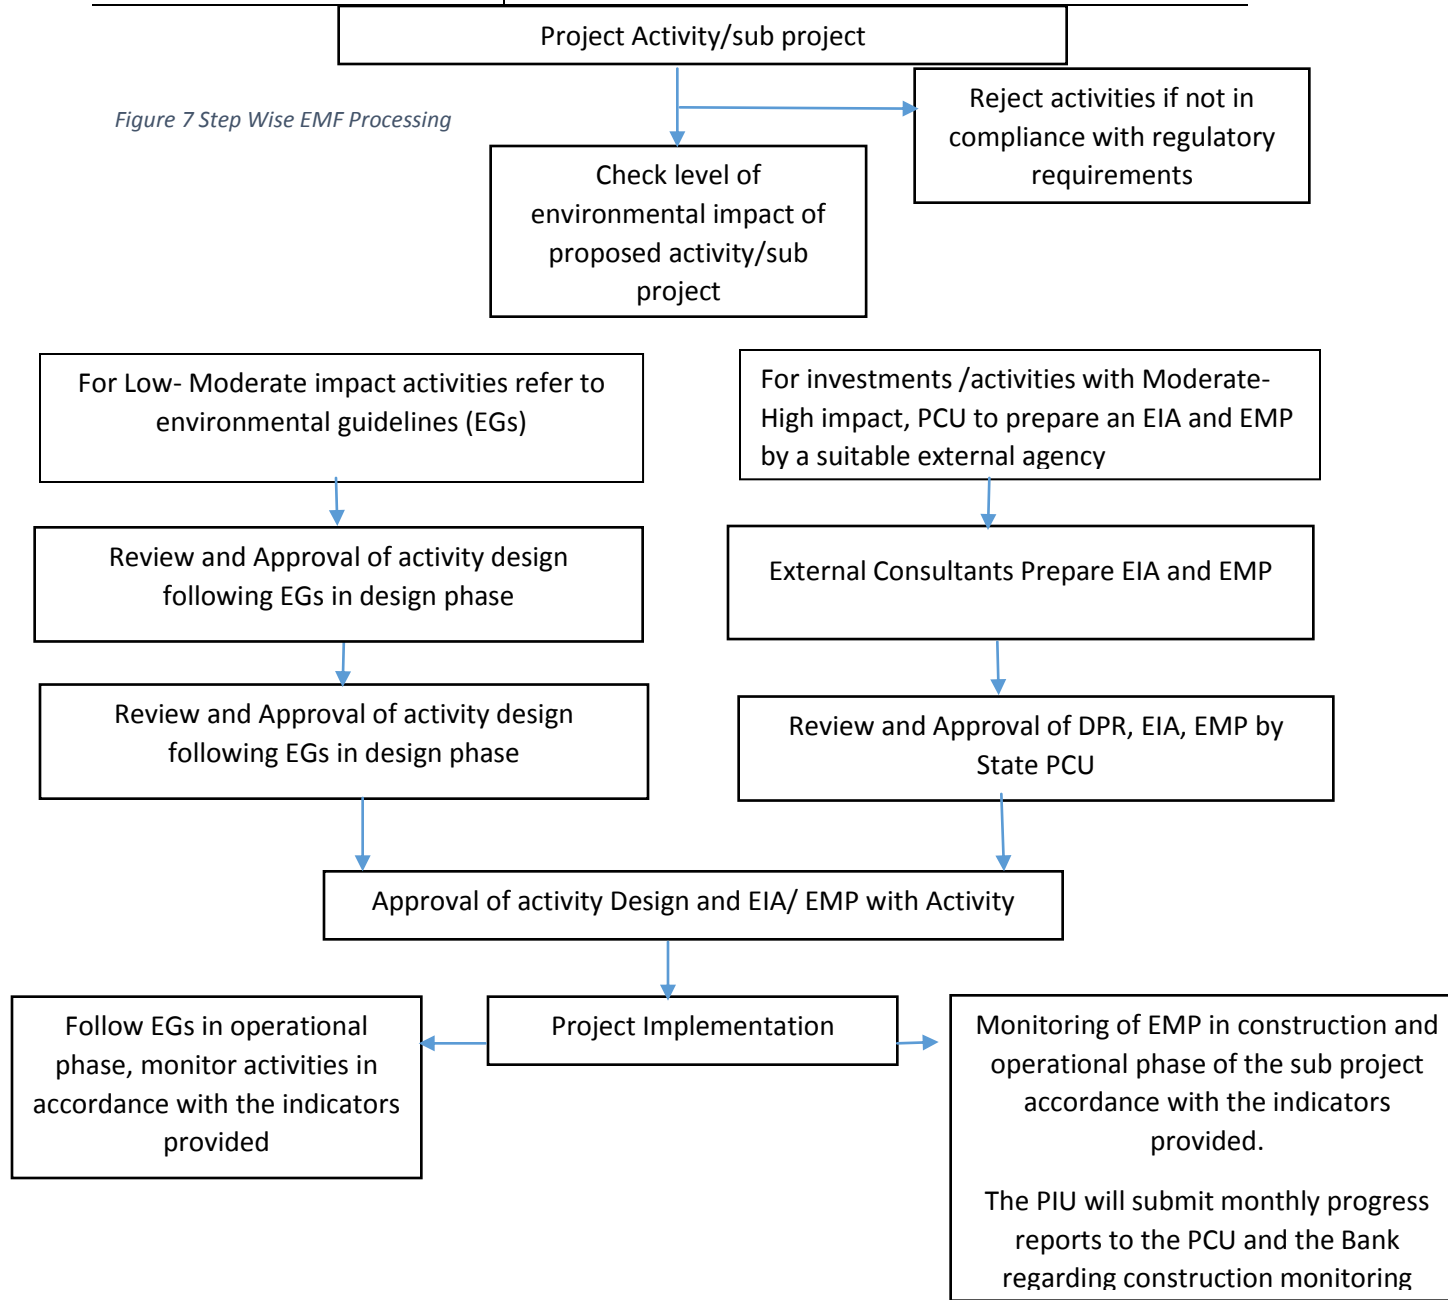 Project Activity/sub project
Figure 7 Step Wise EMF Processing
Reject activities if not in
compliance with regulatory
requirements
Check level of
environmental impact of
proposed activity/sub
project
For Low- Moderate impact activities refer to
environmental guidelines (EGs)
For investments /activities with Moderate-
High impact, PCU to prepare an EIA and EMP
by a suitable external agency
Review and Approval of activity design
following EGs in design phase
External Consultants Prepare EIA and EMP
Review and Approval of activity design
following EGs in design phase
Review and Approval of DPR, EIA, EMP by
State PCU
Approval of activity Design and EIA/ EMP with Activity
Project Implementation
Follow EGs in operational
phase, monitor activities in
accordance with the indicators
provided
Monitoring of EMP in construction and
operational phase of the sub project
accordance with the indicators
provided.
The PIU will submit monthly progress
reports to the PCU and the Bank
regarding construction monitoring